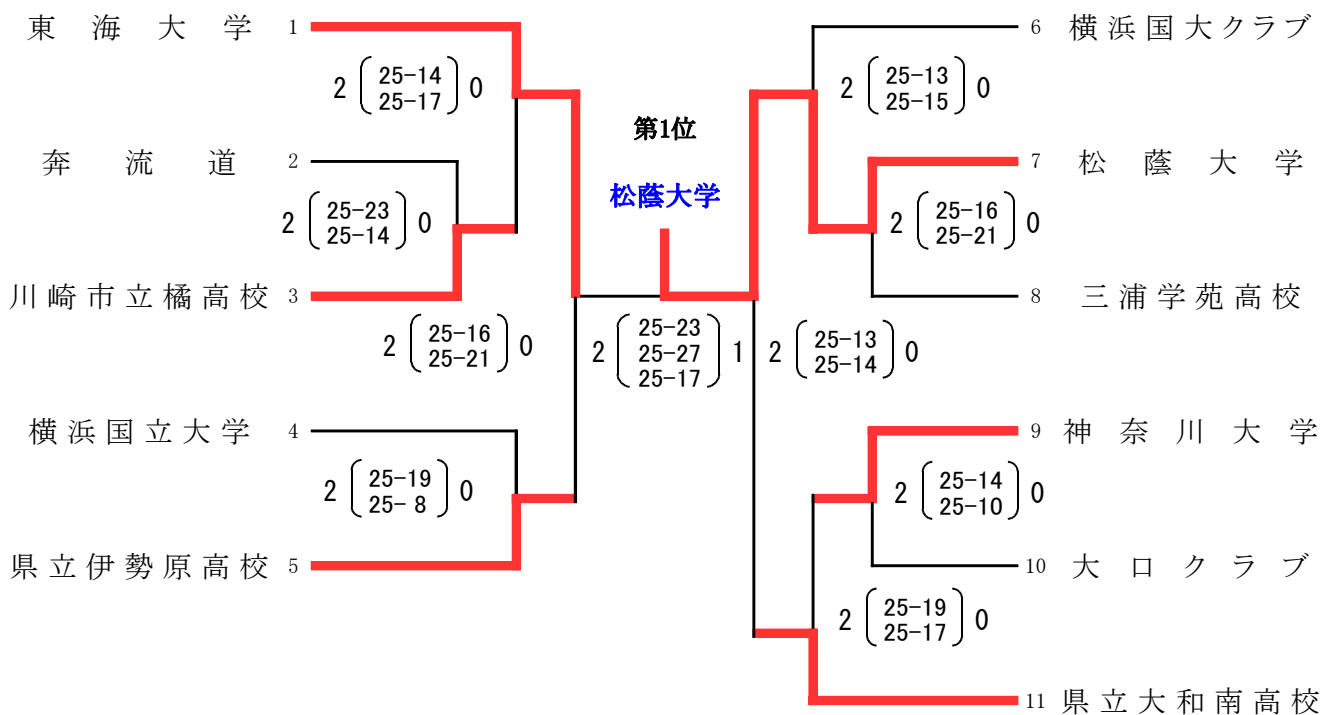 東海大学 1
2 25-14 0
25-17
奔流道 2
2 25-23 0
25-14
川崎市立橘高校 3
2 25-16 0
25-21
横浜国立大学 4
2 25-19 0
25- 8
県立伊勢原高校 5
第1位
松蔭大学
2 25-23 1
25-27
25-17
6 横浜国大クラブ
2 25-13 0
25-15
7 松蔭大学
2 25-16 0
25-21
8 三浦学苑高校
2 25-13 0
25-14
9 神奈川大学
2 25-14 0
25-10
10 大口クラブ
2 25-19 0
25-17
11 県立大和南高校